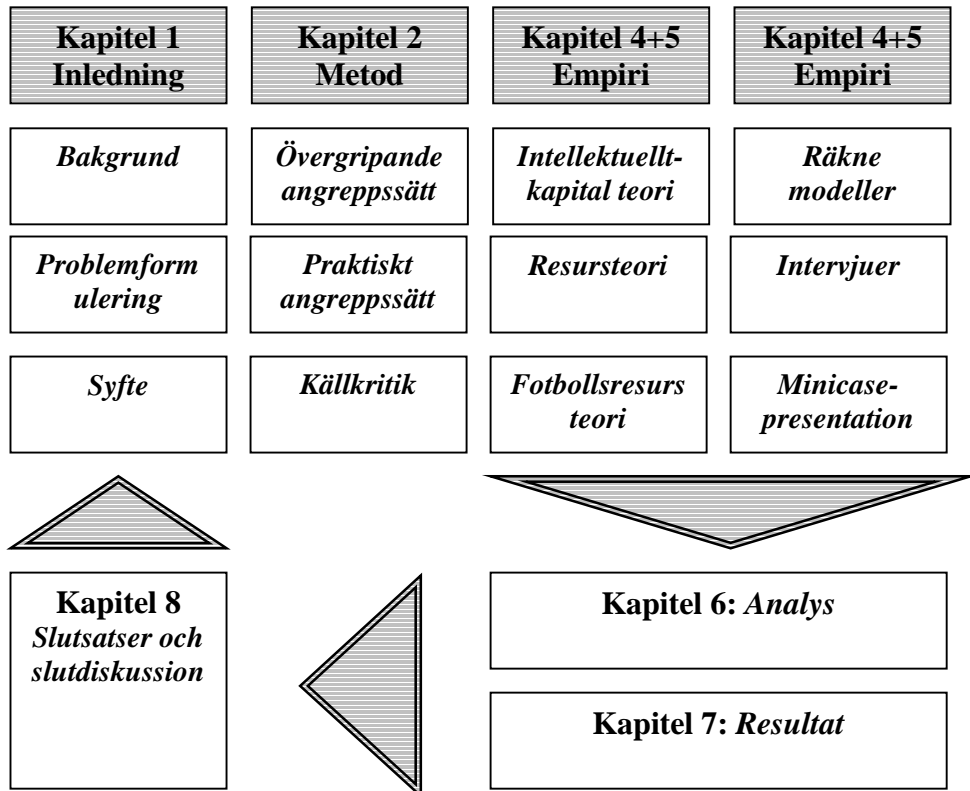 Kapitel 1
Inledning
Kapitel 2
Metod
Kapitel 4+5
Empiri
Kapitel 4+5
Empiri
Bakgrund
Övergripande
angreppssätt
Intellektuellt-
kapital teori
Räkne
modeller
Problemform
ulering
Praktiskt
angreppssätt
Resursteori
Intervjuer
Syfte
Källkritik
Fotbollsresurs
teori
Minicase-
presentation
Kapitel 8
Slutsatser och
slutdiskussion
Kapitel 6: Analys
Kapitel 7: Resultat